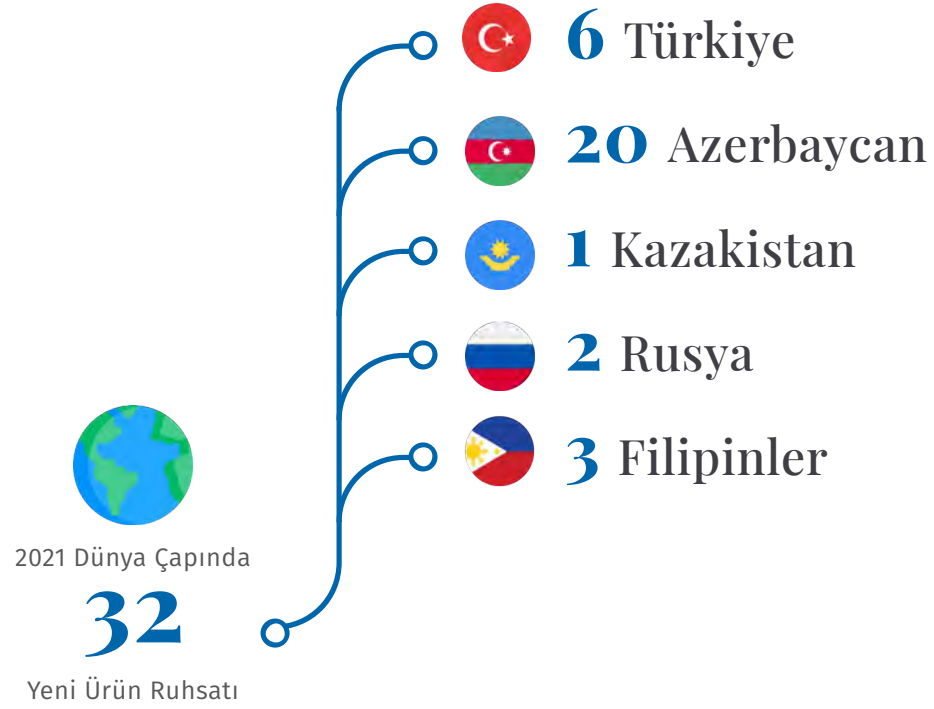 6 Türkiye
20 Azerbaycan
1 Kazakistan
2 Rusya
3 Filipinler
2021 Dünya Çapında
32
Yeni Ürün Ruhsatı